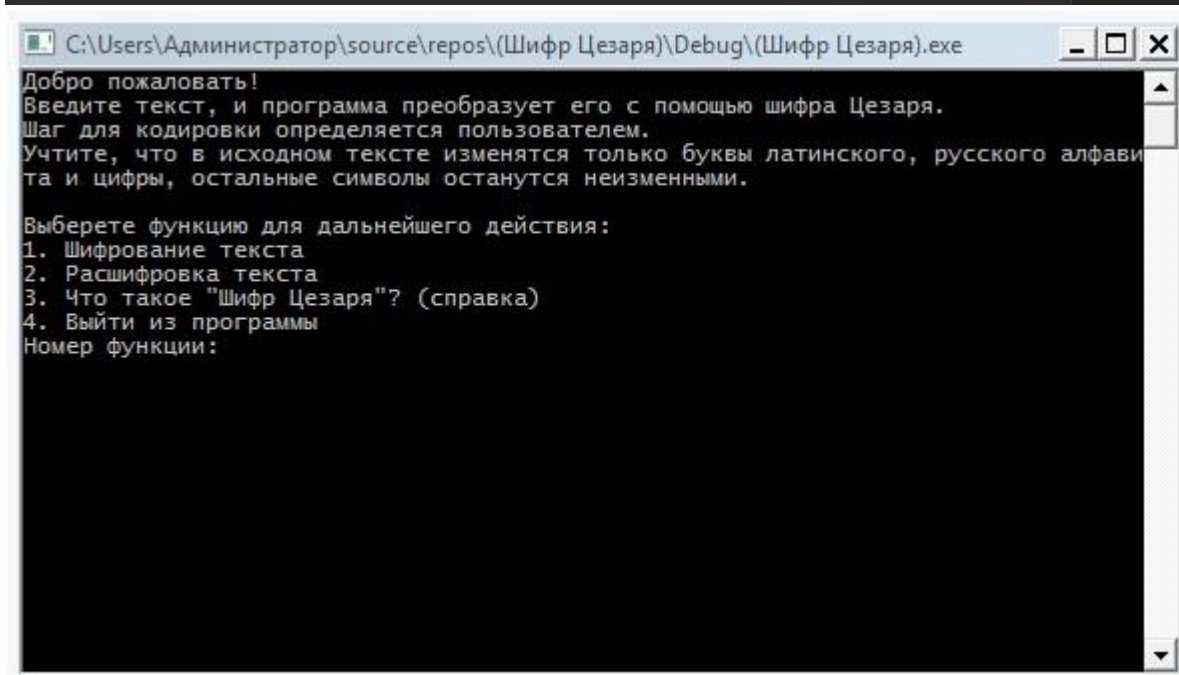 C:\Users\Администратор\source\repos\(Шифр Цезаря)\Debug\(Шифр Цезаря).exe
Добро пожаловать!
Введите текст, и программа преобразует его с помощью шифра Цезаря.
Шаг для кодировки определяется пользователем.
Учтите, что в исходном тексте изменятся только буквы латинского, русского алфави
та и цифры, остальные символы останутся неизменными.
Выберете функцию для дальнейшего действия:
1. Шифрование текста
2. Расшифровка текста
3. Что такое "Шифр Цезаря"? (справка)
4. Выйти из программы
Номер функции: